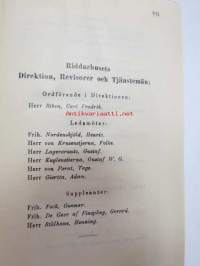 Riddarhusets
Direktion, Revisorer och Tjänstemän:
Ordförande i Direktionen:
Herr Silén, Carl Fredrik.
Ledamöter:
Frih. Nordenskjöld, Henric.
Herr von Krusenstjerna, Felix.
Herr Lagercrantz, Gustaf.
Herr Kuylenstierna, Gustaf W. G.
Herr von Porat, Tage.
Herr Giertta, Adam.
Suppleanter:
Frih. Fock, Gunnar.
Frih. De Geer af Finspång, Gerard.
Herr Stålhane, Henning.